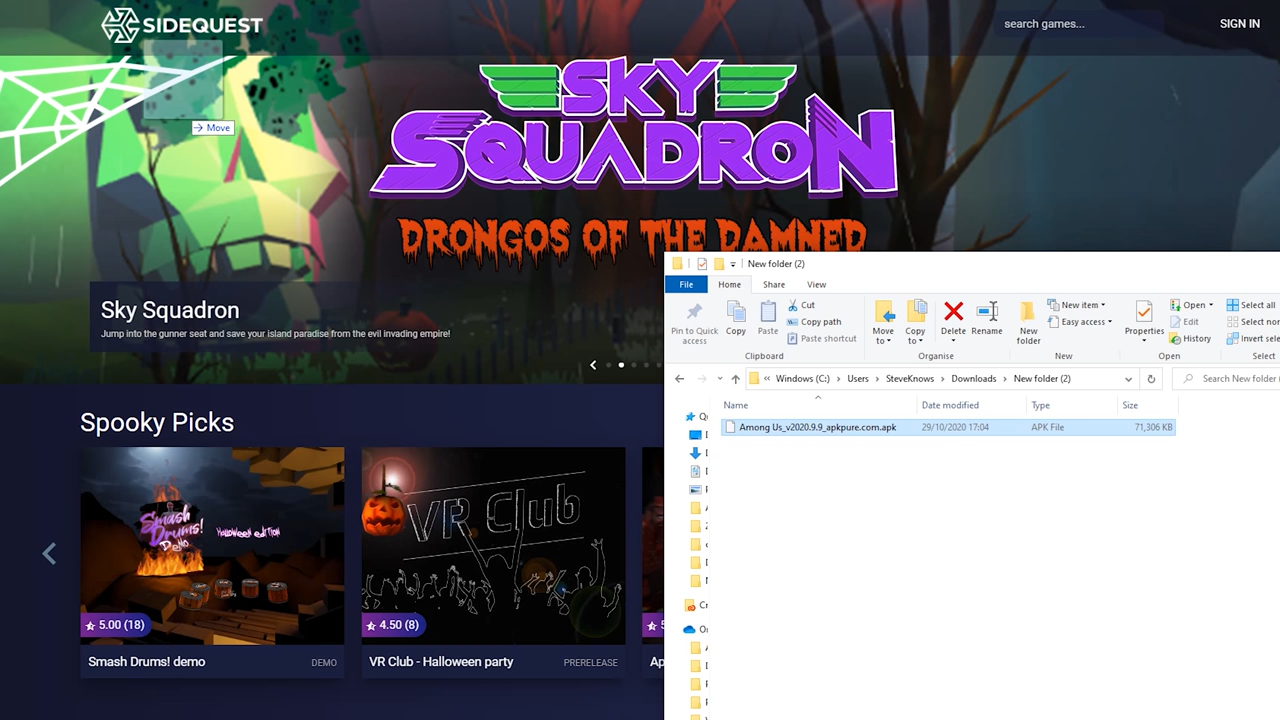 SIDEQUEST
search games...
SIGN IN
Move
SKY
SQUADRON
DRONGOS OF THE DAMNED
Sky Squadron
Jump into the gunner seat and save your island paradise from the evil invading empire!
New folder (2)
File Home Share View
Pin to Quick access
Copy
Paste
Cut
Copy path
Paste shortcut
Move to
Copy to
Delete
Rename
New folder
New item
Easy access
Properties
Open
Edit
History
Select all
Select non
Invert sele
Clipboard Organise New Open Select
« Windows (C:) › Users › SteveKnows › Downloads › New folder (2)
Search New folder (
Name Date modified Type Size
Among Us_v2020.9.9_apkpure.com.apk 29/10/2020 17:04 APK File 71,306 KB
Spooky Picks
Smash
Drums!
DEMO
Halloween edition
VR Club
5.00 (18)
4.50 (8)
Smash Drums! demo DEMO
VR Club - Halloween party PRERELEASE
Ap